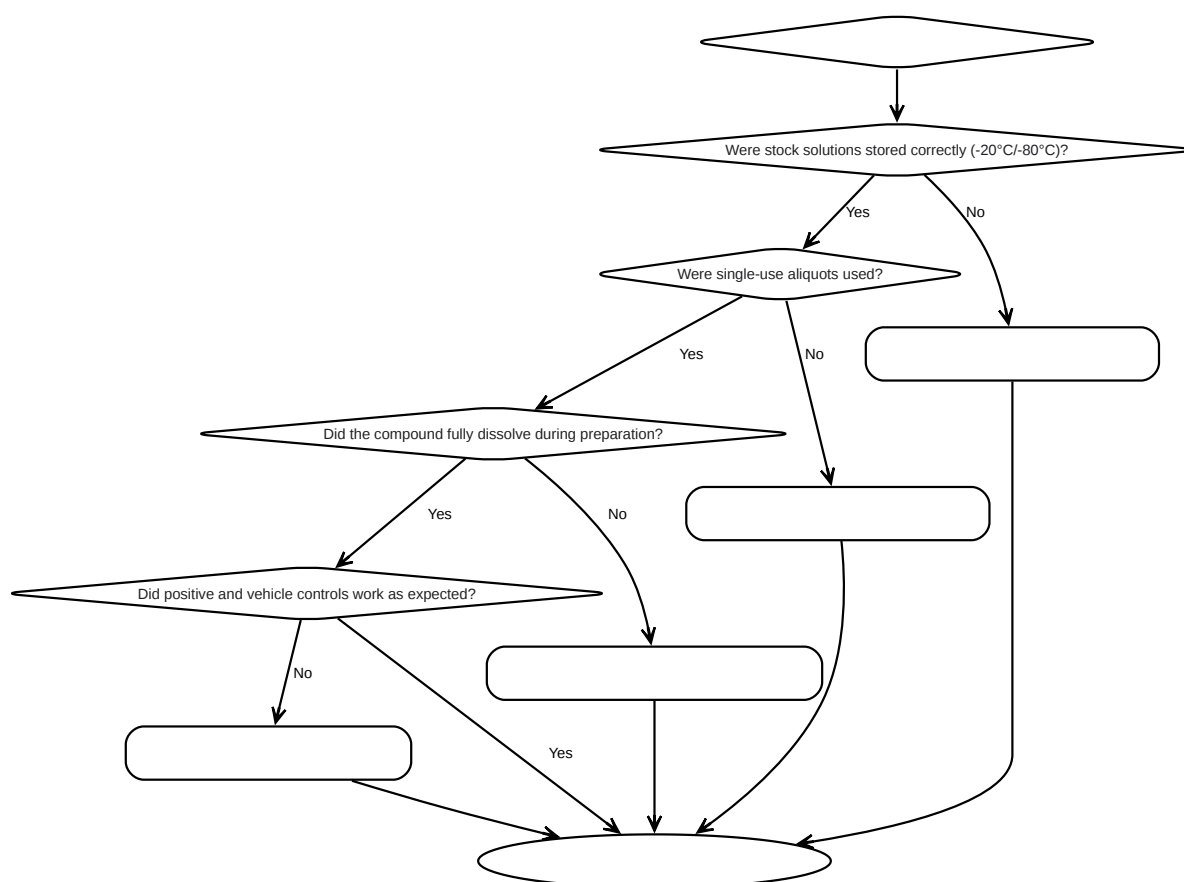 Were stock solutions stored correctly (-20°C/-80°C)?
Yes
No
Were single-use aliquots used?
Yes
No
Did the compound fully dissolve during preparation?
Yes
No
Did positive and vehicle controls work as expected?
No
Yes